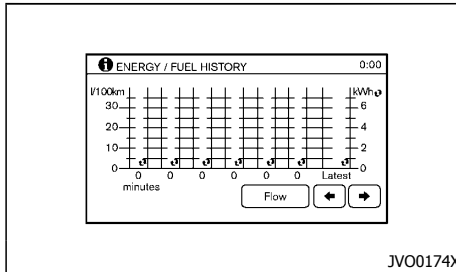 ENERGY / FUEL HISTORY 0:00
l/100km kWh
30 6
20 4
10 2
0 0
0 0 0 0 0 0 Latest
minutes
Flow
JVO0174X